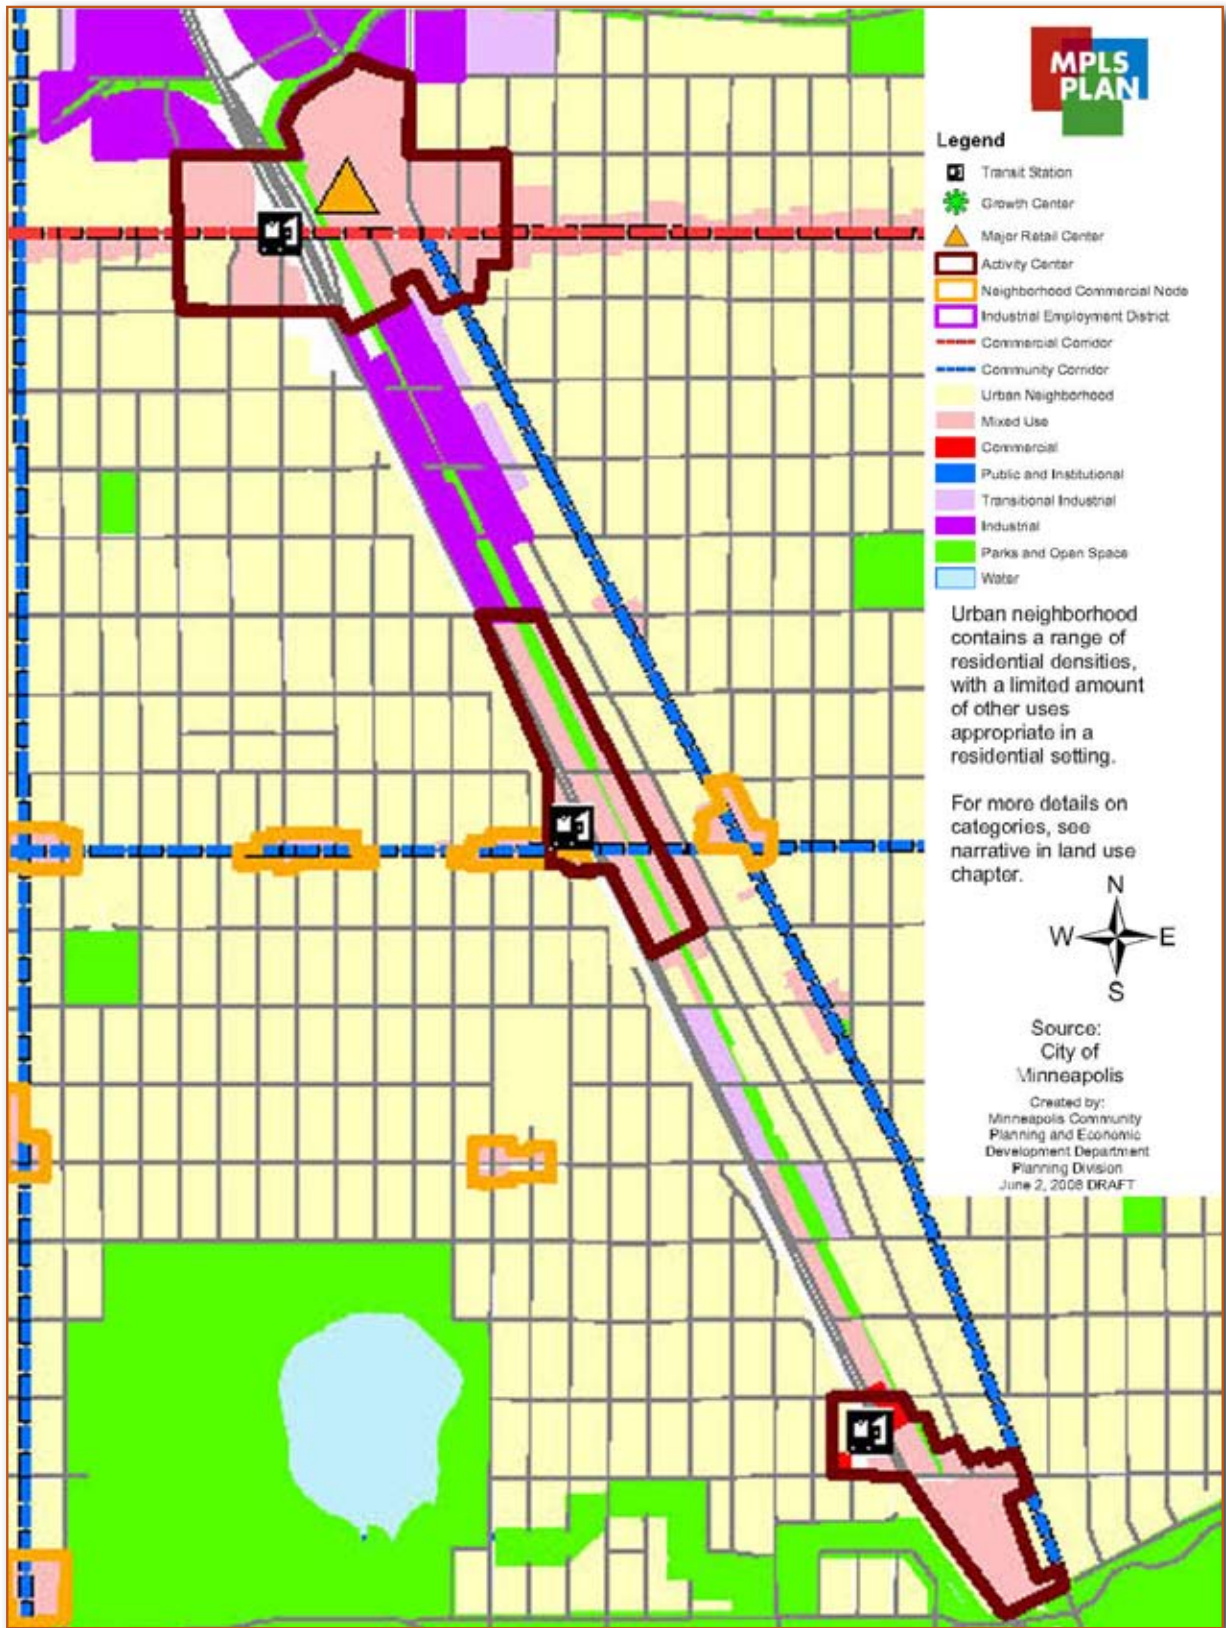 MPLS
PLAN
Legend
Transit Station
Growth Center
Major Retail Center
Activity Center
Neighborhood Commercial Node
Industrial Employment District
Commercial Corridor
Community Corridor
Urban Neighborhood
Mixed Use
Commercial
Public and Institutional
Transitional Industrial
Industrial
Parks and Open Space
Water
Urban neighborhood
contains a range of
residential densities,
with a limited amount
of other uses
appropriate in a
residential setting.
For more details on
categories, see
narrative in land use
chapter.
N
W E
S
Source:
City of
Minneapolis
Created by:
Minneapolis Community
Planning and Economic
Development Department
Planning Division
June 2, 2008 DRAFT